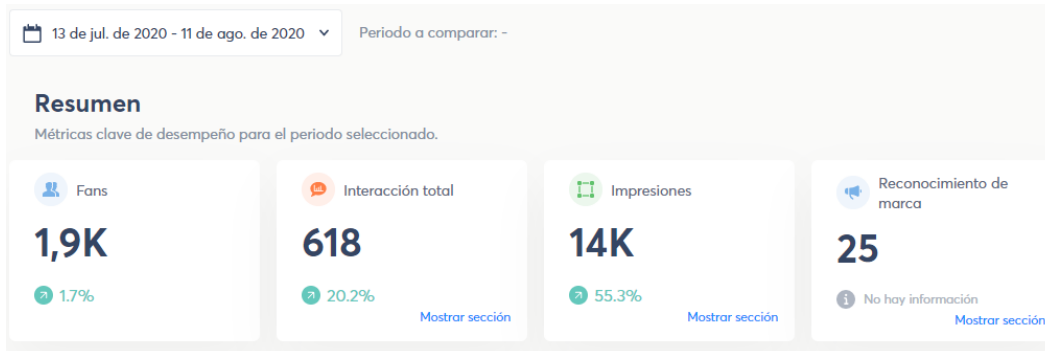 13 de jul. de 2020 - 11 de ago. de 2020
Periodo a comparar: -
Resumen
Métricas clave de desempeño para el periodo seleccionado.
Fans
1,9K
1.7%
Interacción total
618
20.2%
Mostrar sección
Impresiones
14K
55.3%
Mostrar sección
Reconocimiento de
marca
25
No hay información
Mostrar sección